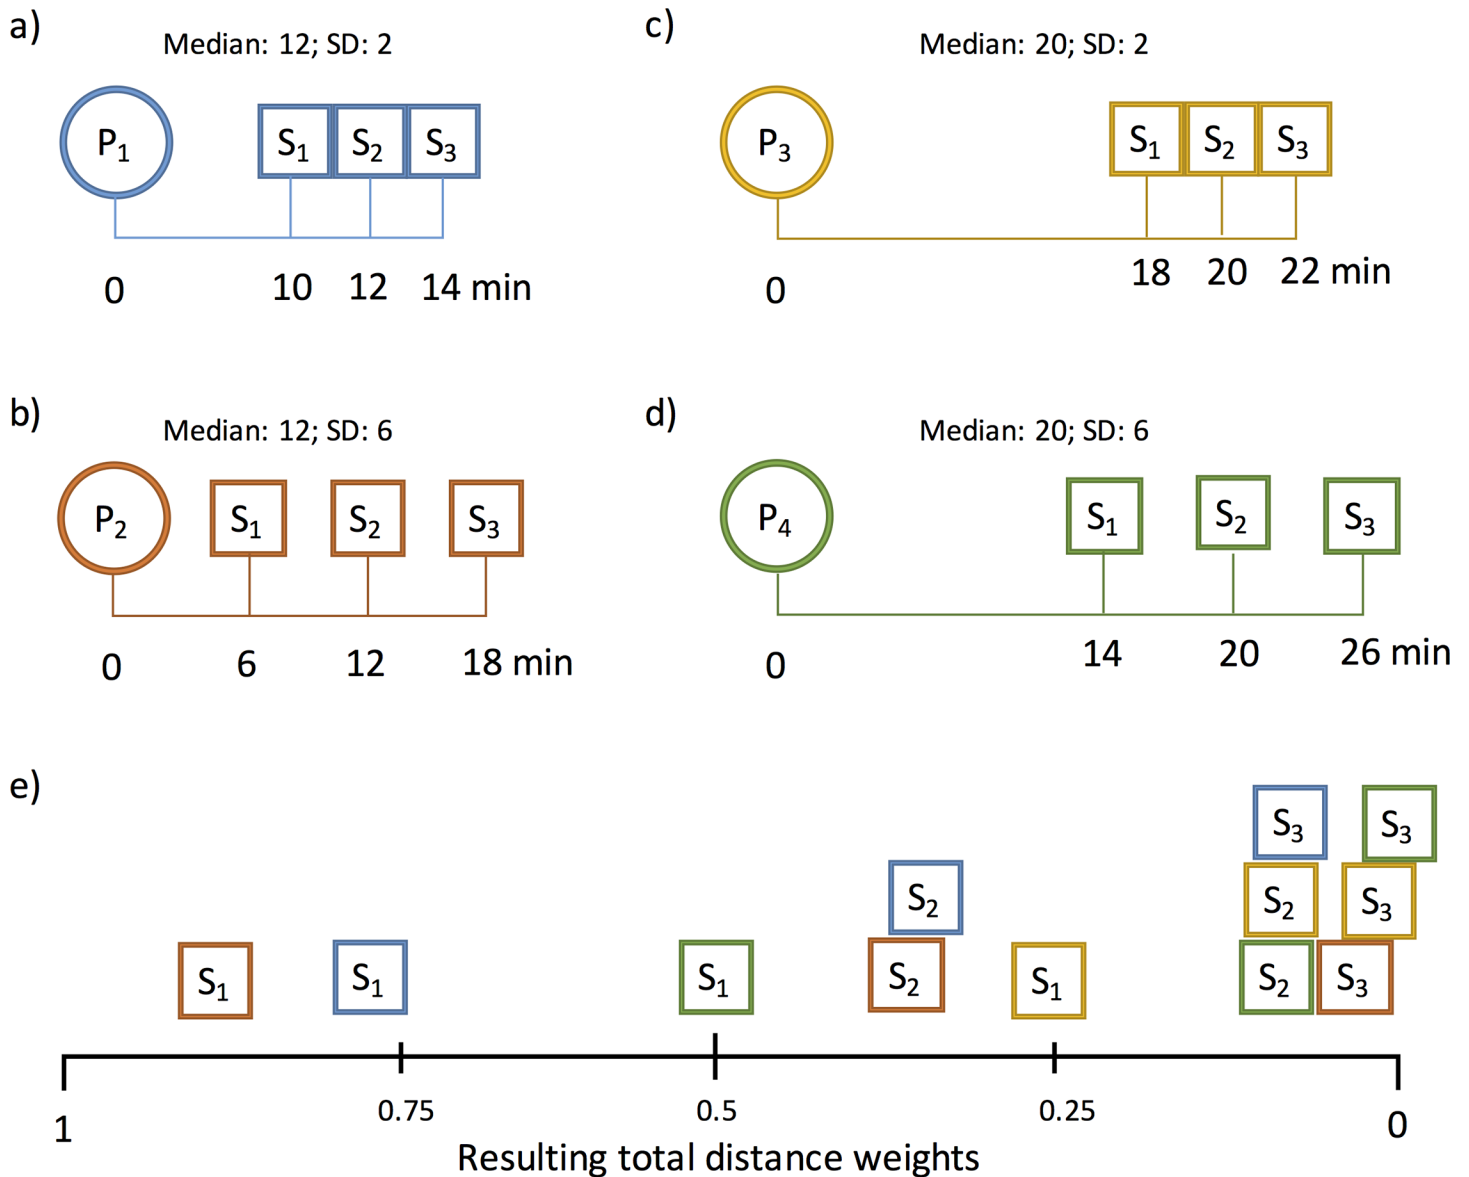 a)
Median: 12; SD: 2
P₁
S₁ S₂ S₃
0 10 12 14 min
c)
Median: 20; SD: 2
P₃
S₁ S₂ S₃
0 18 20 22 min
b)
Median: 12; SD: 6
P₂
S₁ S₂ S₃
0 6 12 18 min
d)
Median: 20; SD: 6
P₄
S₁ S₂ S₃
0 14 20 26 min
e)
S₃ S₃
S₂ S₂ S₃
S₁ S₁ S₁ S₂ S₁ S₂ S₃
1 0.75 0.5 0.25 0
Resulting total distance weights